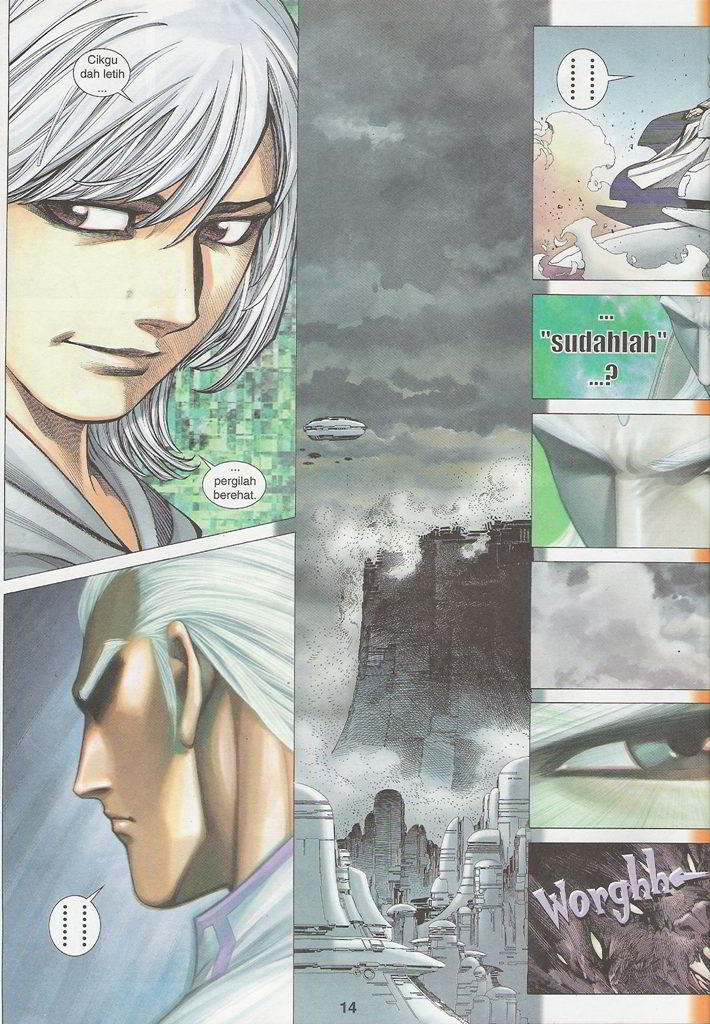 Cikgu
dah letih
...
...
pergilah
berehat.
......
......
...
"sudahlah"
...?
Worghh
14